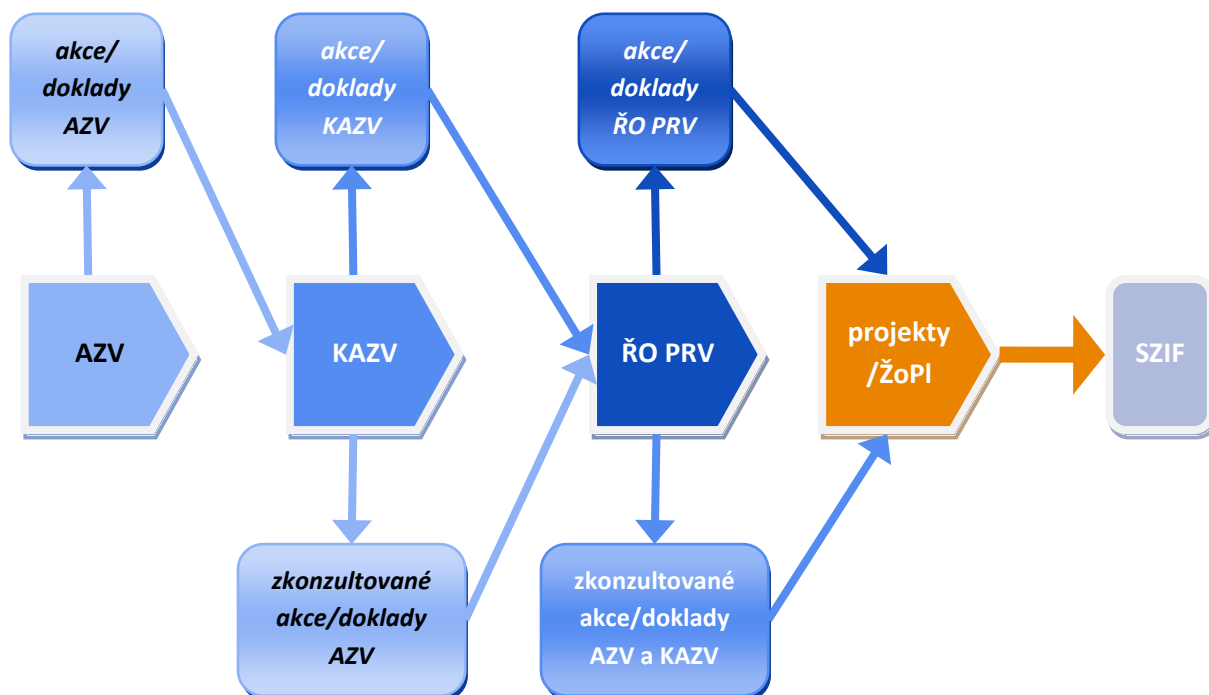 akce/
doklady
AZV
akce/
doklady
KAZV
akce/
doklady
ŘO PRV
AZV
KAZV
ŘO PRV
projekty
/ŽoPl
SZIF
zkonzultované
akce/doklady
AZV
zkonzultované
akce/doklady
AZV a KAZV